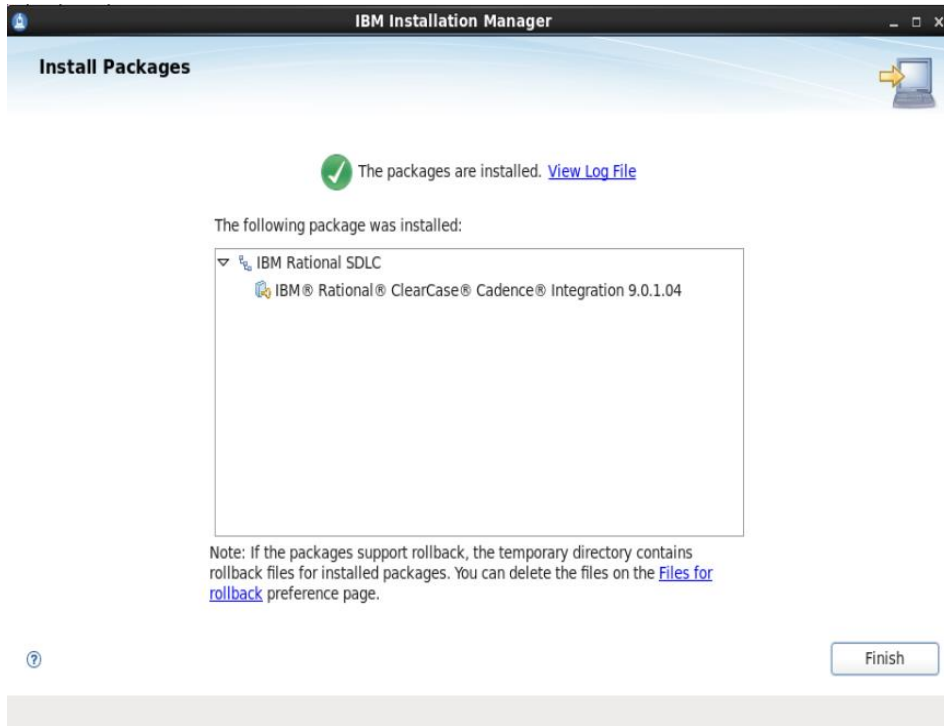 IBM Installation Manager
Install Packages
The packages are installed. View Log File
The following package was installed:
IBM Rational SDLC
IBM® Rational® ClearCase® Cadence® Integration 9.0.1.04
Note: If the packages support rollback, the temporary directory contains
rollback files for installed packages. You can delete the files on the Files for
rollback preference page.
?
Finish